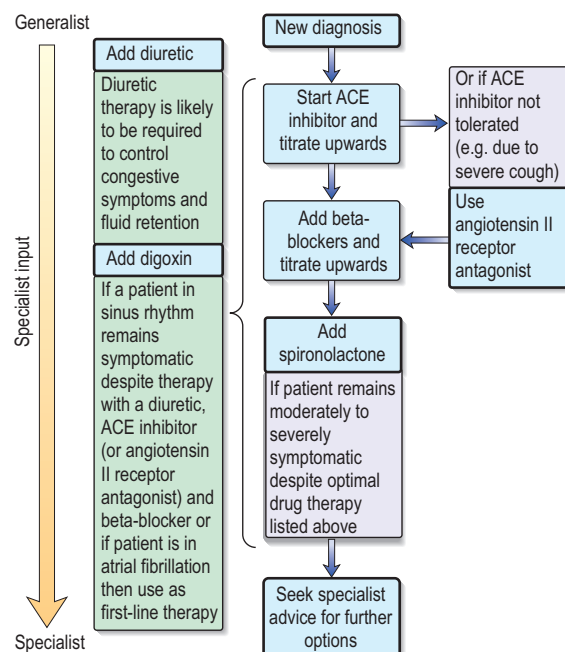 Generalist
Specialist input
Specialist
Add diuretic
Diuretic
therapy is likely
to be required
to control
congestive
symptoms and
fluid retention
Add digoxin
If a patient in
sinus rhythm
remains
symptomatic
despite therapy
with a diuretic,
ACE inhibitor
(or angiotensin
II receptor
antagonist) and
beta-blocker or
if patient is in
atrial fibrillation
then use as
first-line therapy
New diagnosis
Start ACE
inhibitor and
titrate upwards
Or if ACE
inhibitor not
tolerated
(e.g. due to
severe cough)
Use
angiotensin II
receptor
antagonist
Add beta-
blockers and
titrate upwards
Add
spironolactone
If patient remains
moderately to
severely
symptomatic
despite optimal
drug therapy
listed above
Seek specialist
advice for further
options